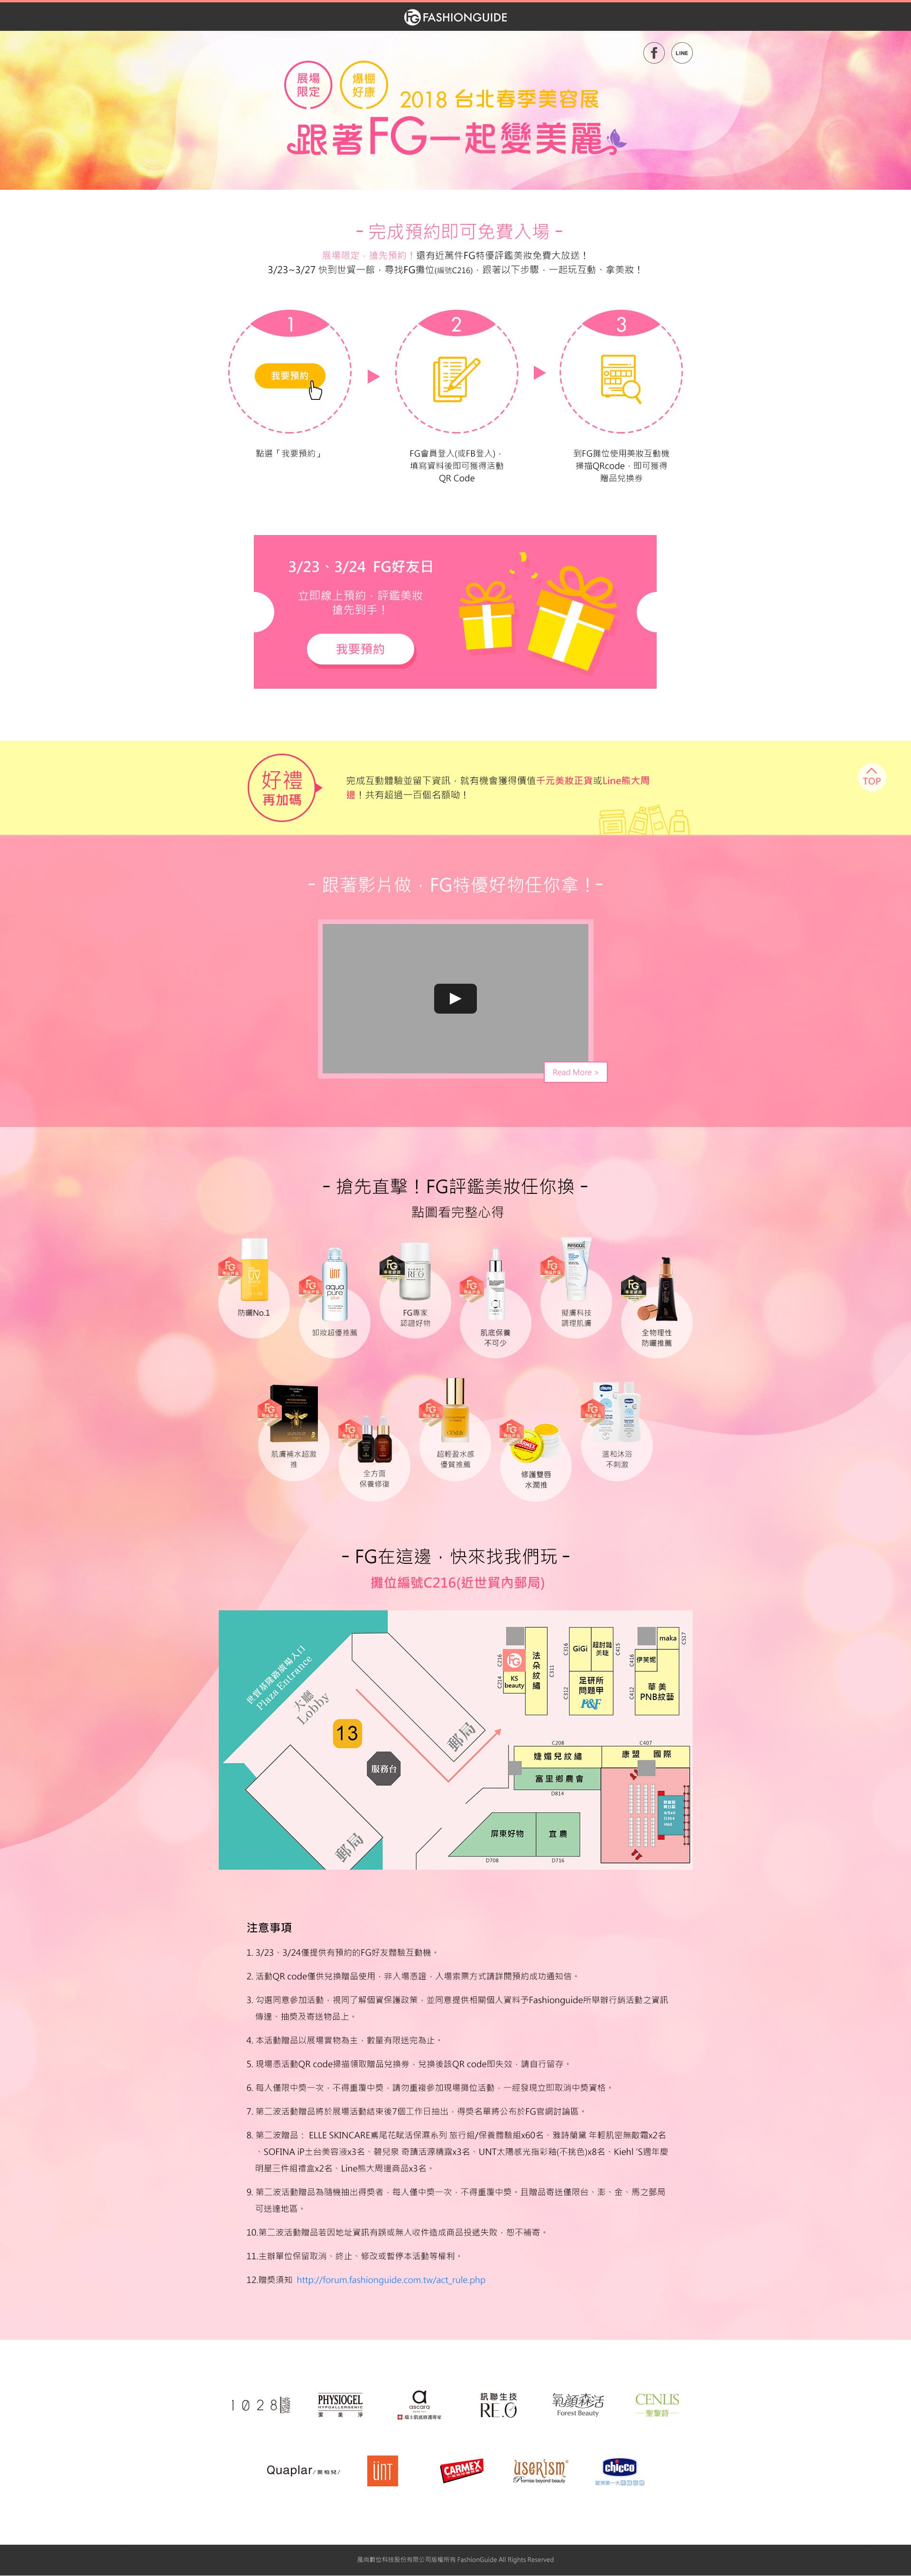 FG FASHIONGUIDE
LINE
展場
限定
爆棚
好康
2018 台北春季美容展
跟著FG一起變美麗
- 完成預約即可免費入場 -
展場限定，搶先預約！還有近萬件FG特優評鑑美妝免費大放送！
3/23~3/27 快到世貿一館，尋找FG攤位(編號C216)，跟著以下步驟，一起玩互動、拿美妝！
1
2
3
我要預約
點選「我要預約」
FG會員登入(或FB登入)，
填寫資料後即可獲得活動
QR Code
到FG攤位使用美妝互動機
掃描QRcode，即可獲得
贈品兌換券
3/23、3/24 FG好友日
立即線上預約，評鑑美妝
搶先到手！
我要預約
好禮
再加碼
完成互動體驗並留下資訊，就有機會獲得價值千元美妝正貨或Line熊大周
邊！共有超過一百個名額呦！
TOP
- 跟著影片做，FG特優好物任你拿！-
Read More >
- 搶先直擊！FG評鑑美妝任你換 -
點圖看完整心得
防曬No.1
卸妝超優推薦
FG專家
認證好物
肌底保養
不可少
擬膚科技
調理肌膚
全物理性
防曬推薦
肌膚補水超激
推
全方面
保養修復
超輕盈水感
優質推薦
修護雙唇
水潤推
溫和沐浴
不刺激
- FG在這邊，快來找我們玩 -
攤位編號C216(近世貿內郵局)
世貿基隆路廣場入口
Plaza Entrance
大廳
Lobby
13
服務台
郵局
郵局
C216
C214
FG
KS
beauty
法朵紋繡
C311
C316
C312
GiGi
超討論
美睫
C415
足研所
問題甲
P&F
C416
C412
maka
C517
伊芙妮
華美
PNB紋藝
C208
C407
婕媚兒紋繡
康盟 國際
富里鄉農會
D814
屏東好物
宜農
D708
D716
注意事項
1. 3/23、3/24僅提供有預約的FG好友體驗互動機。
2. 活動QR code僅供兌換贈品使用，非入場憑證，入場索票方式請詳閱預約成功通知信。
3. 勾選同意參加活動，視同了解個資保護政策，並同意提供相關個人資料予Fashionguide所舉辦行銷活動之資訊
傳達、抽獎及寄送物品上。
4. 本活動贈品以展場實物為主，數量有限送完為止。
5. 現場憑活動QR code掃描領取贈品兌換券，兌換後該QR code即失效，請自行留存。
6. 每人僅限中獎一次，不得重覆中獎，請勿重複參加現場攤位活動，一經發現立即取消中獎資格。
7. 第二波活動贈品將於展場活動結束後7個工作日抽出，得獎名單將公布於FG官網討論區。
8. 第二波贈品： ELLE SKINCARE鳶尾花賦活保濕系列 旅行組/保養體驗組x60名、雅詩蘭黛 年輕肌密無敵霜x2名
、SOFINA iP土台美容液x3名、碧兒泉 奇蹟活源精露x3名、UNT太陽感光指彩釉(不挑色)x8名、Kiehl 'S週年慶
明星三件組禮盒x2名、Line熊大周邊商品x3名。
9. 第二波活動贈品為隨機抽出得獎者，每人僅中獎一次，不得重覆中獎。且贈品寄送僅限台、澎、金、馬之郵局
可送達地區。
10.第二波活動贈品若因地址資訊有誤或無人收件造成商品投遞失敗，恕不補寄。
11.主辦單位保留取消、終止、修改或暫停本活動等權利。
12.贈獎須知 http://forum.fashionguide.com.tw/act_rule.php
1028
PHYSIOGEL
HYPOALLERGENIC
潔美淨
ascara
瑞士肌底修護專家
訊聯生技
RE.O
氧顏森活
Forest Beauty
CENLIS
聖黎詩
Quaplar/葵柏兒/
ÜNT
CARMEX
USERISM
Promise beyond beauty
chicco
風尚數位科技股份有限公司版權所有 FashionGuide All Rights Reserved